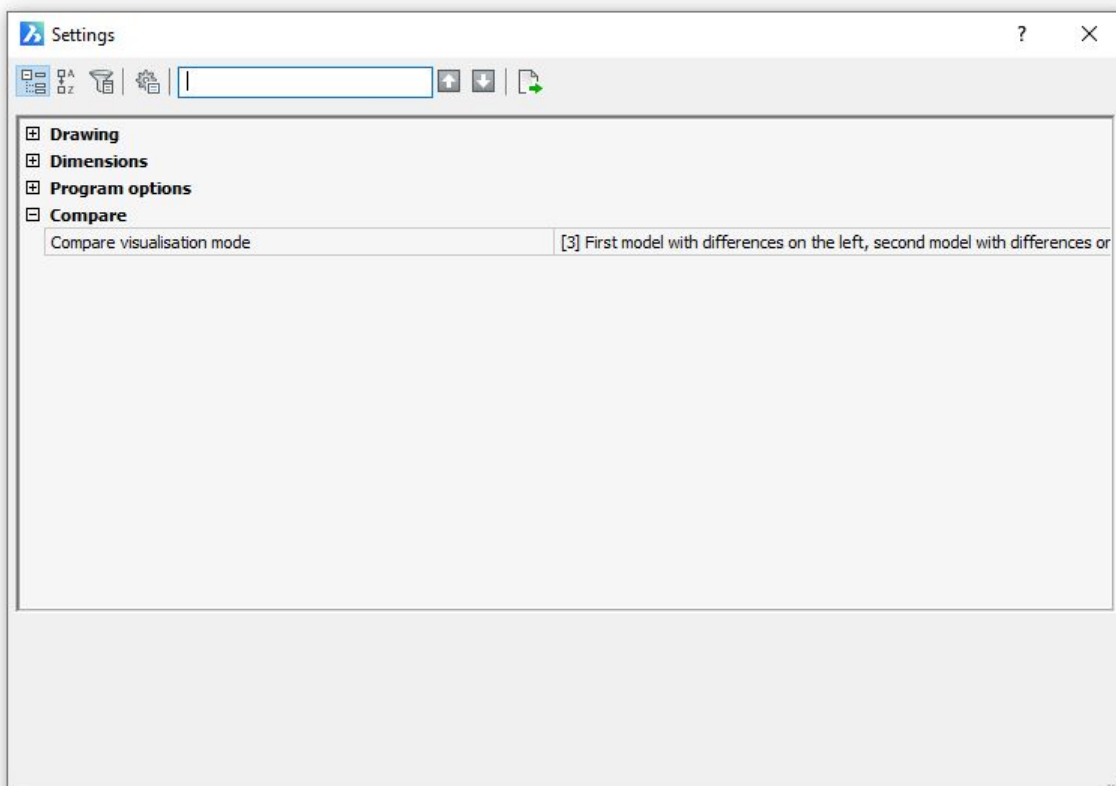 Settings
Drawing
Dimensions
Program options
Compare
Compare visualisation mode [3] First model with differences on the left, second model with differences or